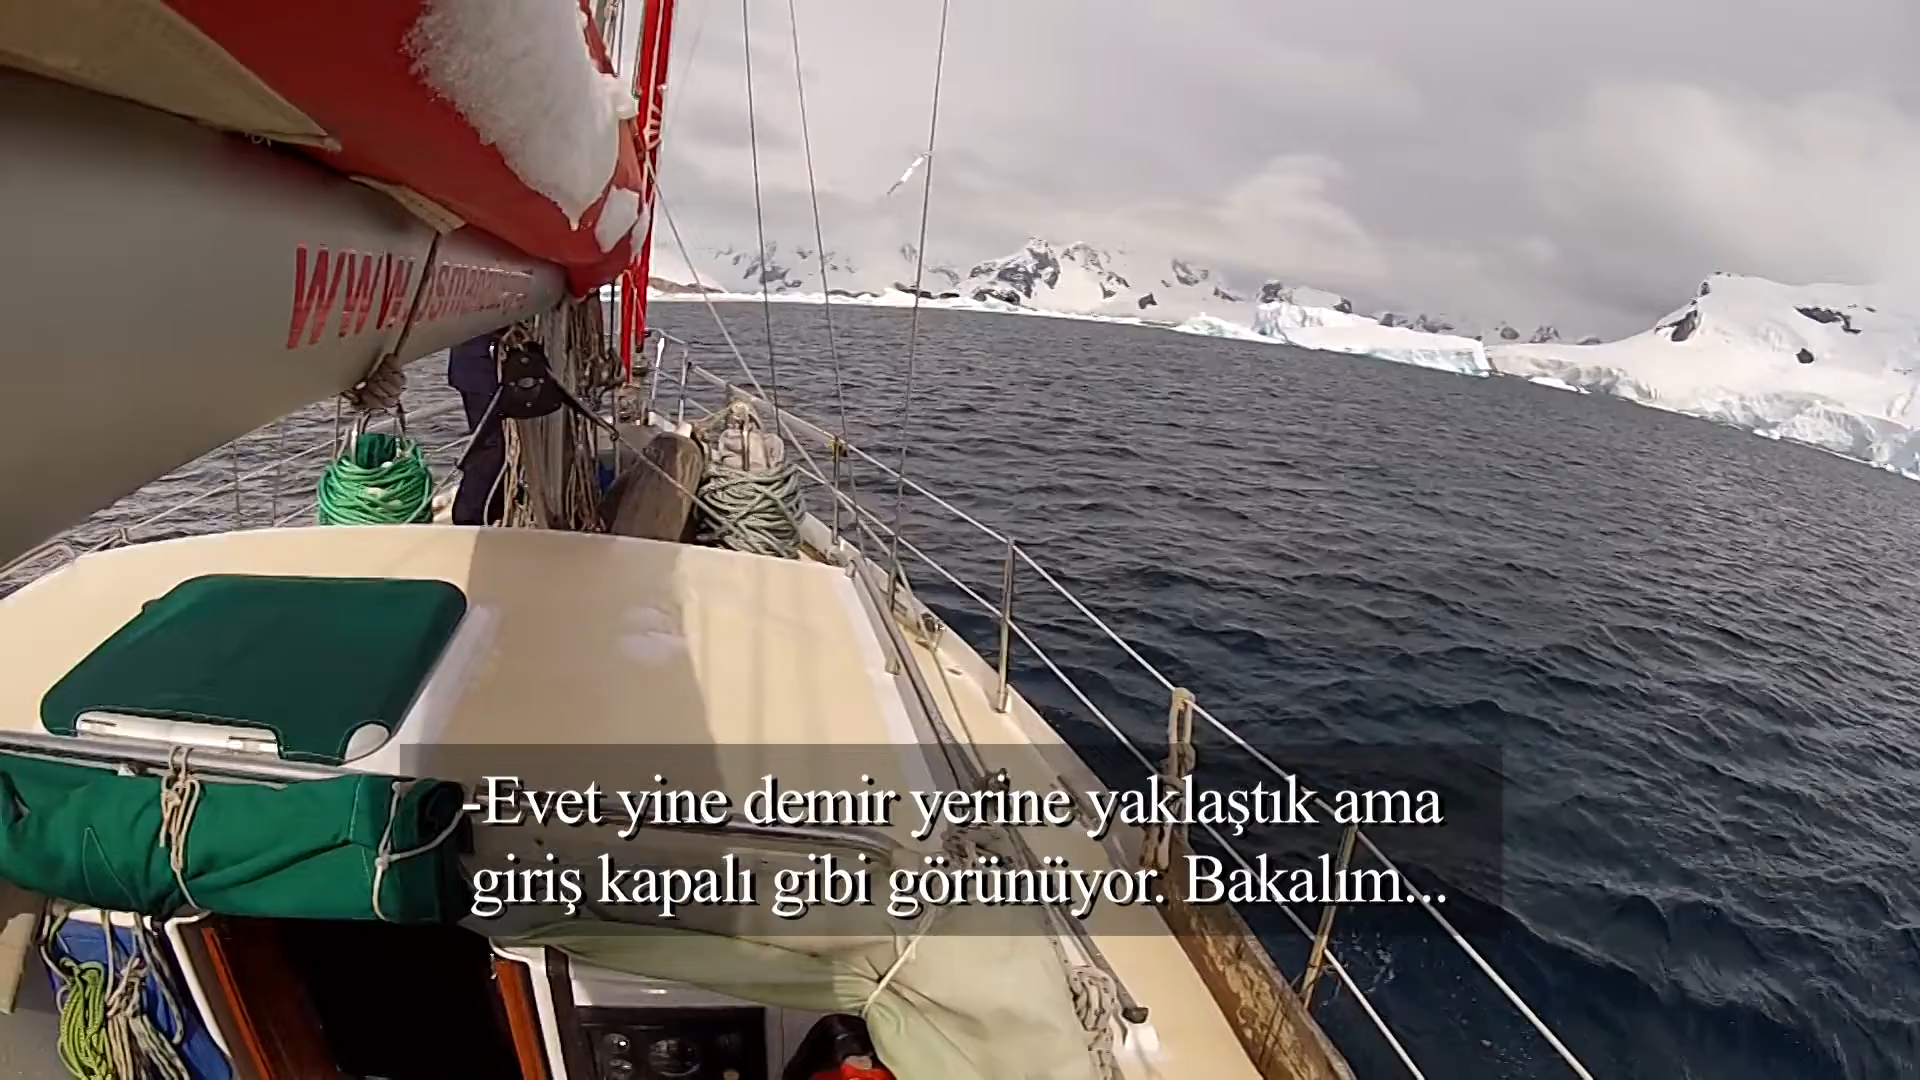 -Evet yine demir yerine yaklaştık ama
giriş kapalı gibi görünüyor. Bakalım...